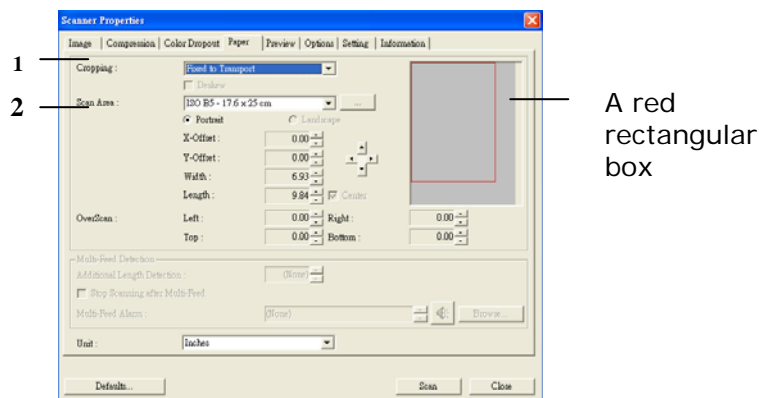 Scanner Properties
Image Compression Color Dropout Paper Preview Options Setting Information
1
Cropping : Fixed to Transport
Deskew
2
Scan Area : ISO B5 - 17.6 x 25 cm ...
Portrait Landscape
X-Offset : 0.00
Y-Offset : 0.00
Width : 6.93
Length : 9.84 Center
OverScan : Left : 0.00 Right : 0.00
Top : 0.00 Bottom : 0.00
Multi-Feed Detection
Additional Length Detection : (None)
Stop Scanning after Multi-Feed
Multi-Feed Alarm : (None) Browse...
Unit : Inches
Defaults... Scan Close
A red
rectangular
box